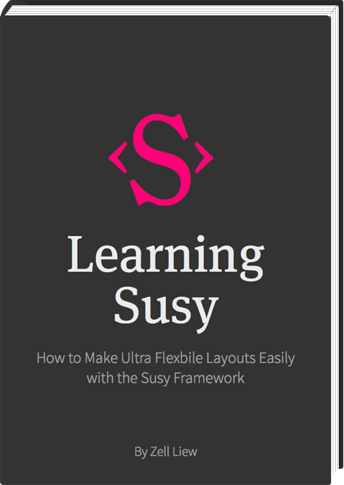 S
Learning
Susy
How to Make Ultra Flexbile Layouts Easily
with the Susy Framework
By Zell Liew